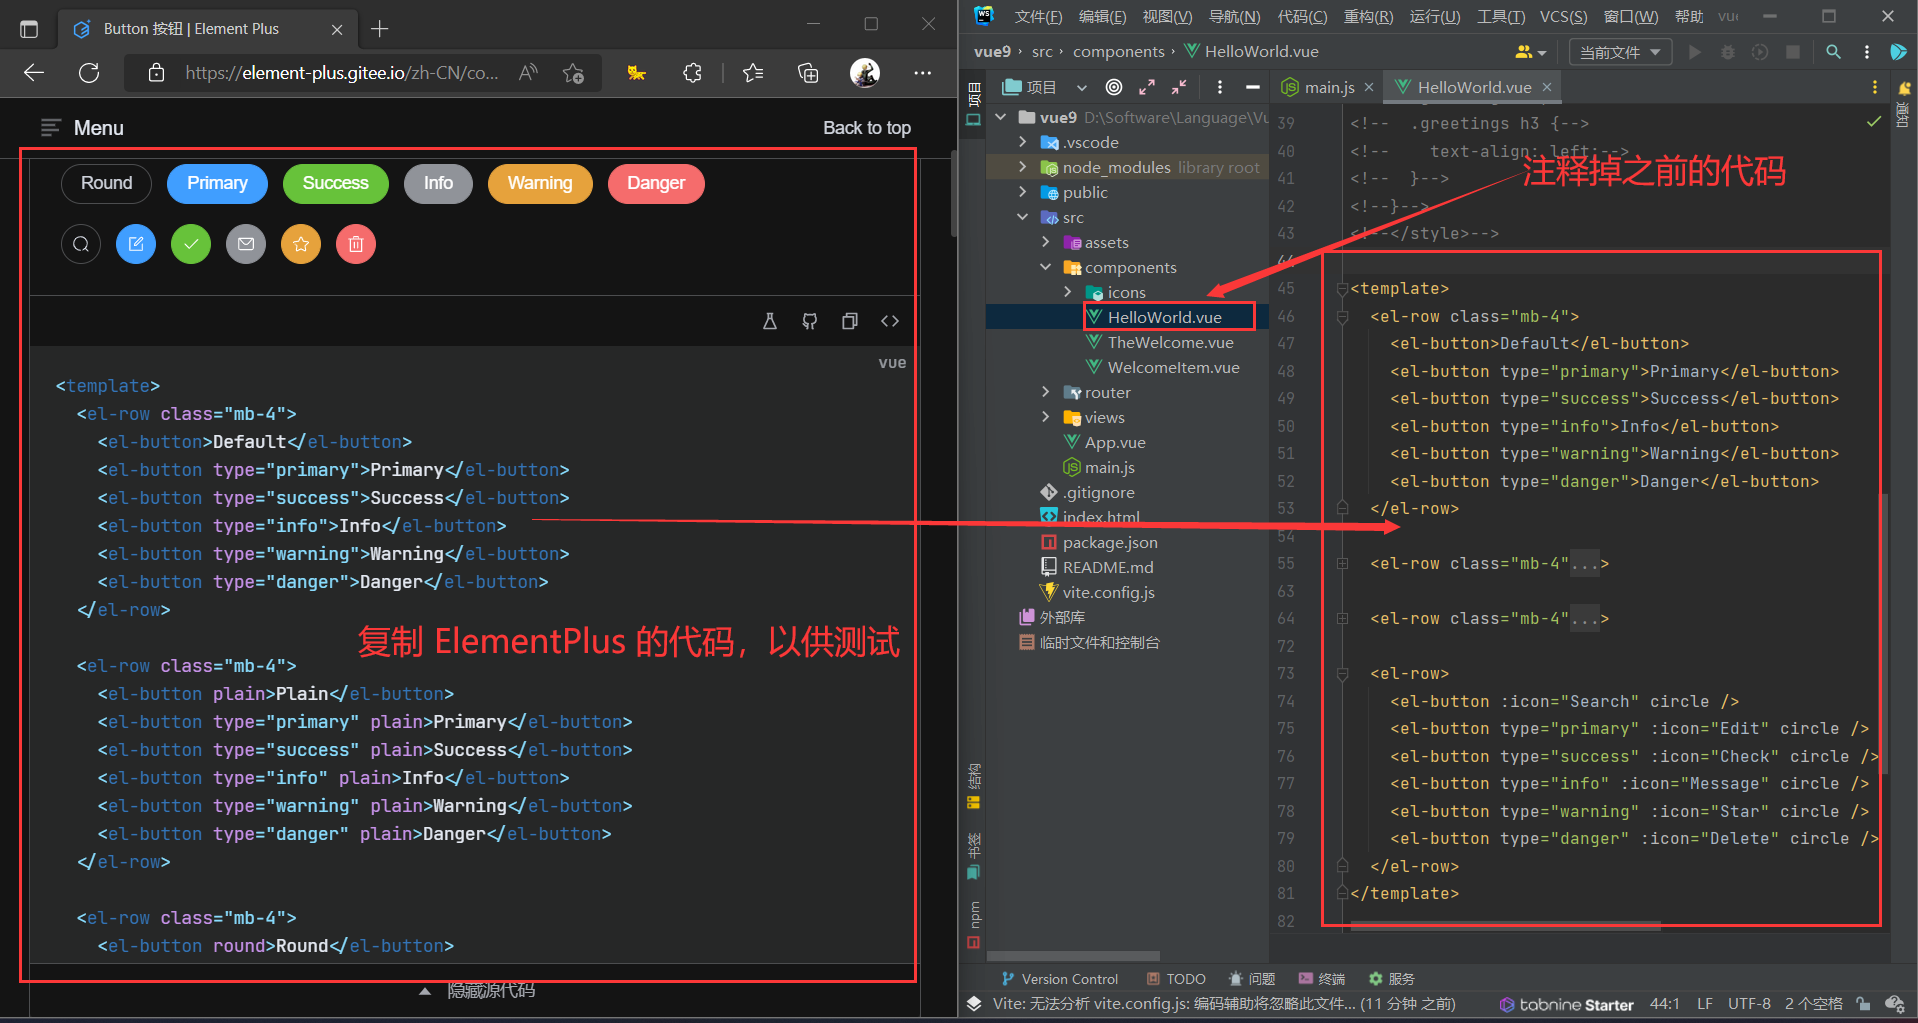 Button 按钮 | Element Plus
https://element-plus.gitee.io/zh-CN/co...
Menu
Back to top
Round
Primary
Success
Info
Warning
Danger
vue
<template>
<el-row class="mb-4">
<el-button>Default</el-button>
<el-button type="primary">Primary</el-button>
<el-button type="success">Success</el-button>
<el-button type="info">Info</el-button>
<el-button type="warning">Warning</el-button>
<el-button type="danger">Danger</el-button>
</el-row>
复制 ElementPlus 的代码，以供测试
<el-row class="mb-4">
<el-button plain>Plain</el-button>
<el-button type="primary" plain>Primary</el-button>
<el-button type="success" plain>Success</el-button>
<el-button type="info" plain>Info</el-button>
<el-button type="warning" plain>Warning</el-button>
<el-button type="danger" plain>Danger</el-button>
</el-row>
<el-row class="mb-4">
<el-button round>Round</el-button>
隐藏源代码
WS 文件(F) 编辑(E) 视图(V) 导航(N) 代码(C) 重构(R) 运行(U) 工具(T) VCS(S) 窗口(W) 帮助
vue9 › src › components › HelloWorld.vue
当前文件
项目
项目
main.js
HelloWorld.vue
通知
vue9 D:\Software\Language\Vu
.vscode
node_modules library root
public
src
assets
components
icons
HelloWorld.vue
TheWelcome.vue
WelcomeItem.vue
router
views
App.vue
main.js
.gitignore
index.html
package.json
README.md
vite.config.js
外部库
临时文件和控制台
结构
书签
npm
39 <!-- .greetings h3 {-->
40 <!-- text-align: left;-->
注释掉之前的代码
41 <!-- }-->
42 <!--}-->
43 <!--</style>-->
44
45 <template>
46 <el-row class="mb-4">
47 <el-button>Default</el-button>
48 <el-button type="primary">Primary</el-button>
49 <el-button type="success">Success</el-button>
50 <el-button type="info">Info</el-button>
51 <el-button type="warning">Warning</el-button>
52 <el-button type="danger">Danger</el-button>
53 </el-row>
54
55 <el-row class="mb-4"...>
63
64 <el-row class="mb-4"...>
72
73 <el-row>
74 <el-button :icon="Search" circle />
75 <el-button type="primary" :icon="Edit" circle />
76 <el-button type="success" :icon="Check" circle />
77 <el-button type="info" :icon="Message" circle />
78 <el-button type="warning" :icon="Star" circle />
79 <el-button type="danger" :icon="Delete" circle />
80 </el-row>
81 </template>
82
Version Control TODO 问题 终端 服务
Vite: 无法分析 vite.config.js: 编码辅助将忽略此文件... (11 分钟 之前) tabnine Starter 44:1 LF UTF-8 2 个空格